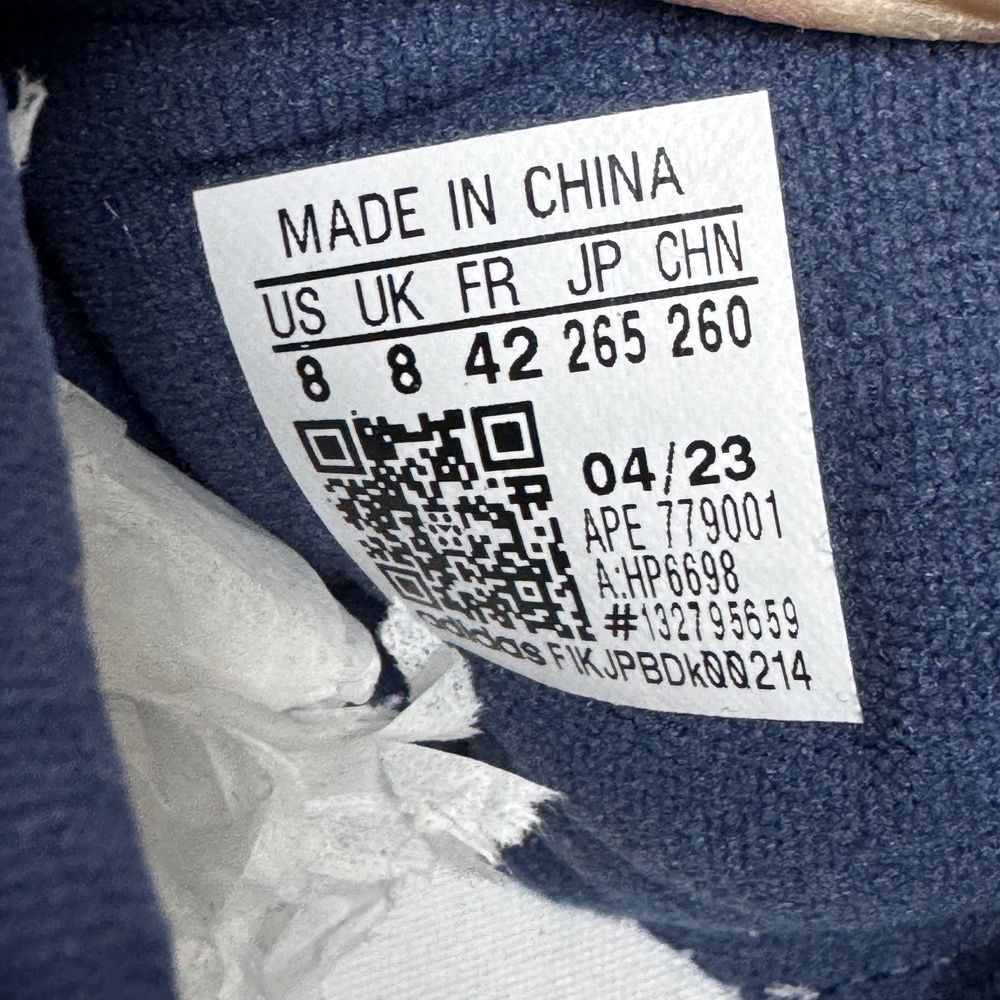 MADE IN CHINA
US UK FR JP CHN
8 8 42 265 260
04/23
APE 779001
A:HP6698
#132795659
adidas F1KJPBDk00214